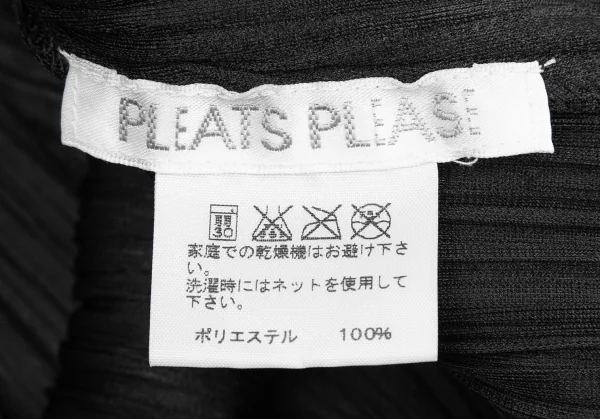 PLEATS PLEASE
弱
30
家庭での乾燥機はお避け下さ
い。
洗濯時にはネットを使用して
下さい。
ポリエステル 100%